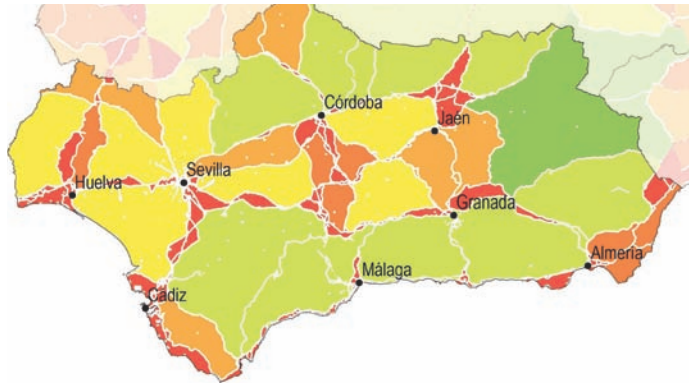 Córdoba
Jaén
Sevilla
Huelva
Granada
Almería
Málaga
Cádiz